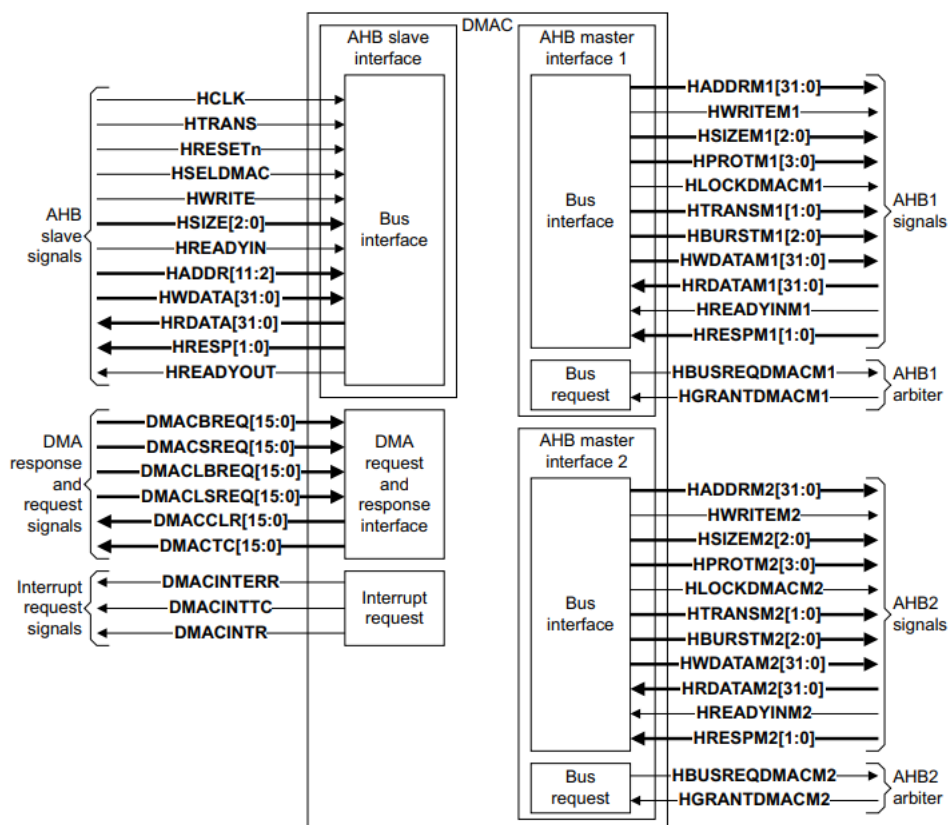 DMAC
AHB slave
interface
AHB master
interface 1
AHB
slave
signals
HCLK
HTRANS
HRESETn
HSELDMAC
HWRITE
HSIZE[2:0]
HREADYIN
HADDR[11:2]
HWDATA[31:0]
HRDATA[31:0]
HRESP[1:0]
HREADYOUT
Bus
interface
Bus
interface
HADDRM1[31:0]
HWRITEM1
HSIZEM1[2:0]
HPROTM1[3:0]
HLOCKDMACM1
HTRANSM1[1:0]
HBURSTM1[2:0]
HWDATAM1[31:0]
HRDATAM1[31:0]
HREADYINM1
HRESPM1[1:0]
AHB1
signals
Bus
request
HBUSREQDMACM1
HGRANTDMACM1
AHB1
arbiter
DMA
response
and
request
signals
DMACBREQ[15:0]
DMACSREQ[15:0]
DMACLBREQ[15:0]
DMACLSREQ[15:0]
DMACCLR[15:0]
DMACTC[15:0]
DMA
request
and
response
interface
Interrupt
request
signals
DMACINTERR
DMACINTTC
DMACINTR
Interrupt
request
AHB master
interface 2
Bus
interface
HADDRM2[31:0]
HWRITEM2
HSIZEM2[2:0]
HPROTM2[3:0]
HLOCKDMACM2
HTRANSM2[1:0]
HBURSTM2[2:0]
HWDATAM2[31:0]
HRDATAM2[31:0]
HREADYINM2
HRESPM2[1:0]
AHB2
signals
Bus
request
HBUSREQDMACM2
HGRANTDMACM2
AHB2
arbiter